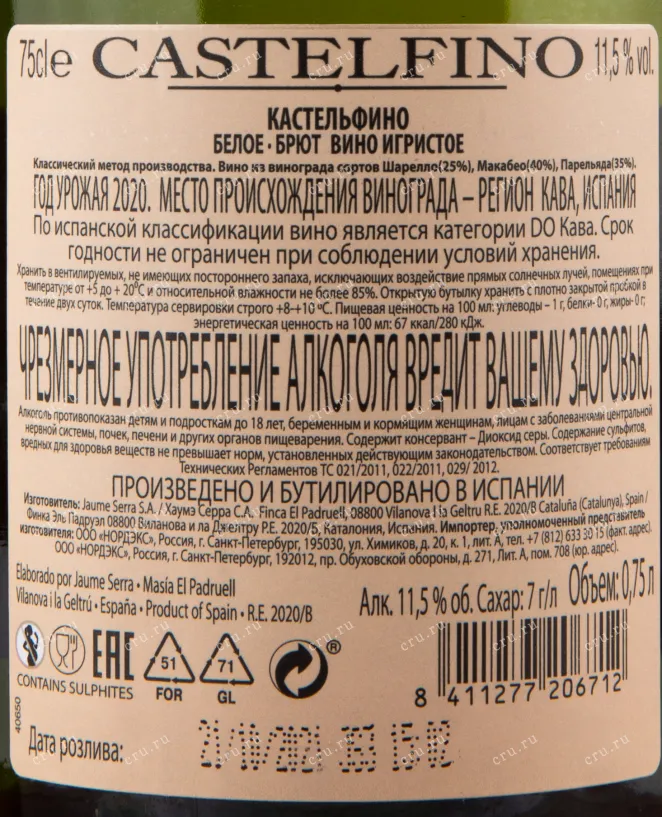 75cl e CASTELFINO 11,5 % vol.
КАСТЕЛЬФИНО
БЕЛОЕ · БРЮТ ВИНО ИГРИСТОЕ
Классический метод производства. Вино из винограда сортов Шарелло(25%), Макабео(40%), Парельяда(35%).
ГОД УРОЖАЯ 2020. МЕСТО ПРОИСХОЖДЕНИЯ ВИНОГРАДА – РЕГИОН КАВА, ИСПАНИЯ
По испанской классификации вино является категории DO Кава. Срок
годности не ограничен при соблюдении условий хранения.
Хранить в вентилируемых, не имеющих постороннего запаха, исключающих воздействие прямых солнечных лучей, помещениях при
температуре от +5 до + 20⁰С и относительной влажности не более 85%. Открытую бутылку хранить с плотно закрытой пробкой в
течение двух суток. Температура сервировки строго +8-+10 °С. Пищевая ценность на 100 мл: углеводы – 1 г, белки- 0 г, жиры- 0 г;
энергетическая ценность на 100 мл: 67 ккал/280 кДж.
ЧРЕЗМЕРНОЕ УПОТРЕБЛЕНИЕ АЛКОГОЛЯ ВРЕДИТ ВАШЕМУ ЗДОРОВЬЮ.
Алкоголь противопоказан детям и подросткам до 18 лет, беременным и кормящим женщинам, лицам с заболеваниями центральной
нервной системы, почек, печени и других органов пищеварения. Содержит консервант – Диоксид серы. Содержание сульфитов,
вредных для здоровья веществ не превышает норм, установленных действующим законодательством. Соответствует требованиям
Технических Регламентов ТС 021/2011, 022/2011, 029/ 2012.
ПРОИЗВЕДЕНО И БУТИЛИРОВАНО В ИСПАНИИ
Изготовитель: Jaume Serra S.A. / Хаумэ Серра С.А. Finca El Padruell, 08800 Vilanova i la Geltru R.E. 2020/B Cataluña (Catalunya), Spain /
Финка Эль Падруэл 08800 Виланова и ла Джелтру Р.Е. 2020/Б, Каталония, Испания. Импортер, уполномоченный представитель
изготовителя: ООО «НОРДЭКС», Россия, г. Санкт-Петербург, 195030, ул. Химиков, д. 20, к. 1, лит. А, тел. +7 (812) 633 30 15 (факт. адрес).
ООО «НОРДЭКС», Россия, г. Санкт-Петербург, 192012, пр. Обуховской обороны, д. 271, Лит. А, пом. 708 (юр. адрес).
Elaborado por Jaume Serra · Masía El Padruell
Vilanova i la Geltrú · España · Product of Spain · R.E. 2020/B
Алк. 11,5 % об. Сахар: 7 г/л Объем: 0,75 л
EAC 51 71 ®
CONTAINS SULPHITES FOR GL
8 411277 206712
40650
Дата розлива: